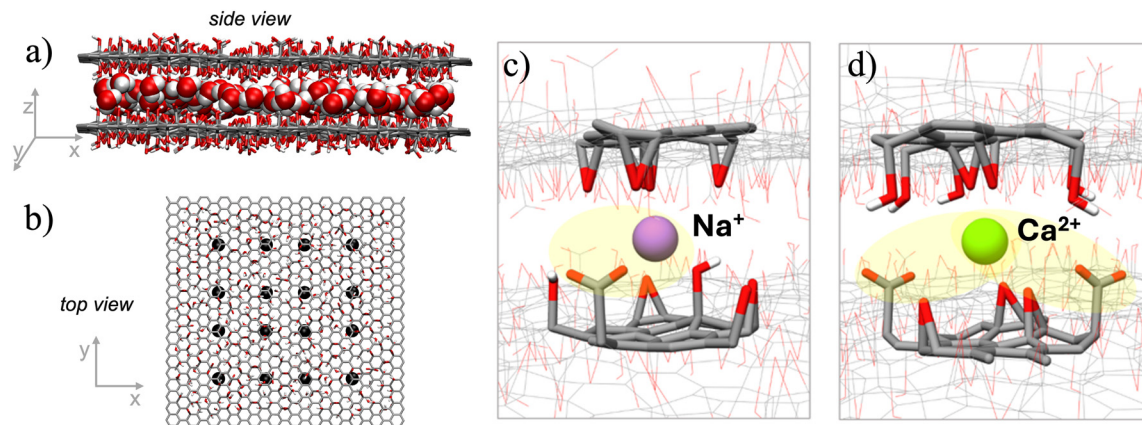 side view
a)
z
y
x
b)
top view
y
x
c)
Na⁺
d)
Ca²⁺